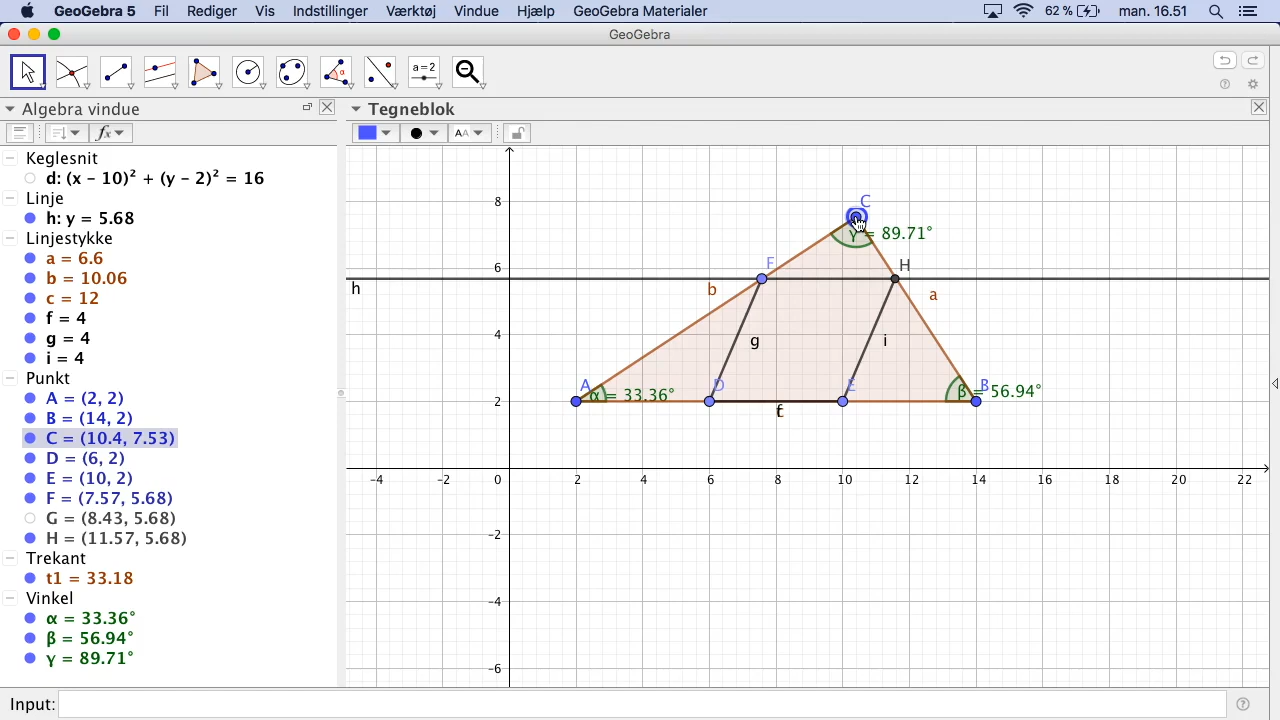 GeoGebra 5 Fil Rediger Vis Indstillinger Værktøj Vindue Hjælp GeoGebra Materialer 62 % man. 16.51
GeoGebra
a=2
Algebra vindue
Tegneblok
fx
AA
Keglesnit
d: (x – 10)² + (y – 2)² = 16
Linje
h: y = 5.68
Linjestykke
a = 6.6
b = 10.06
c = 12
f = 4
g = 4
i = 4
Punkt
A = (2, 2)
B = (14, 2)
C = (10.4, 7.53)
D = (6, 2)
E = (10, 2)
F = (7.57, 5.68)
G = (8.43, 5.68)
H = (11.57, 5.68)
Trekant
t1 = 33.18
Vinkel
α = 33.36°
β = 56.94°
γ = 89.71°
8
C
γ = 89.71°
6
F
H
h
b
a
4
g
i
A
α = 33.36°
D
E
β = 56.94°
B
2
-4 -2 0 2 4 6 8 10 12 14 16 18 20 22
-2
-4
-6
Input: